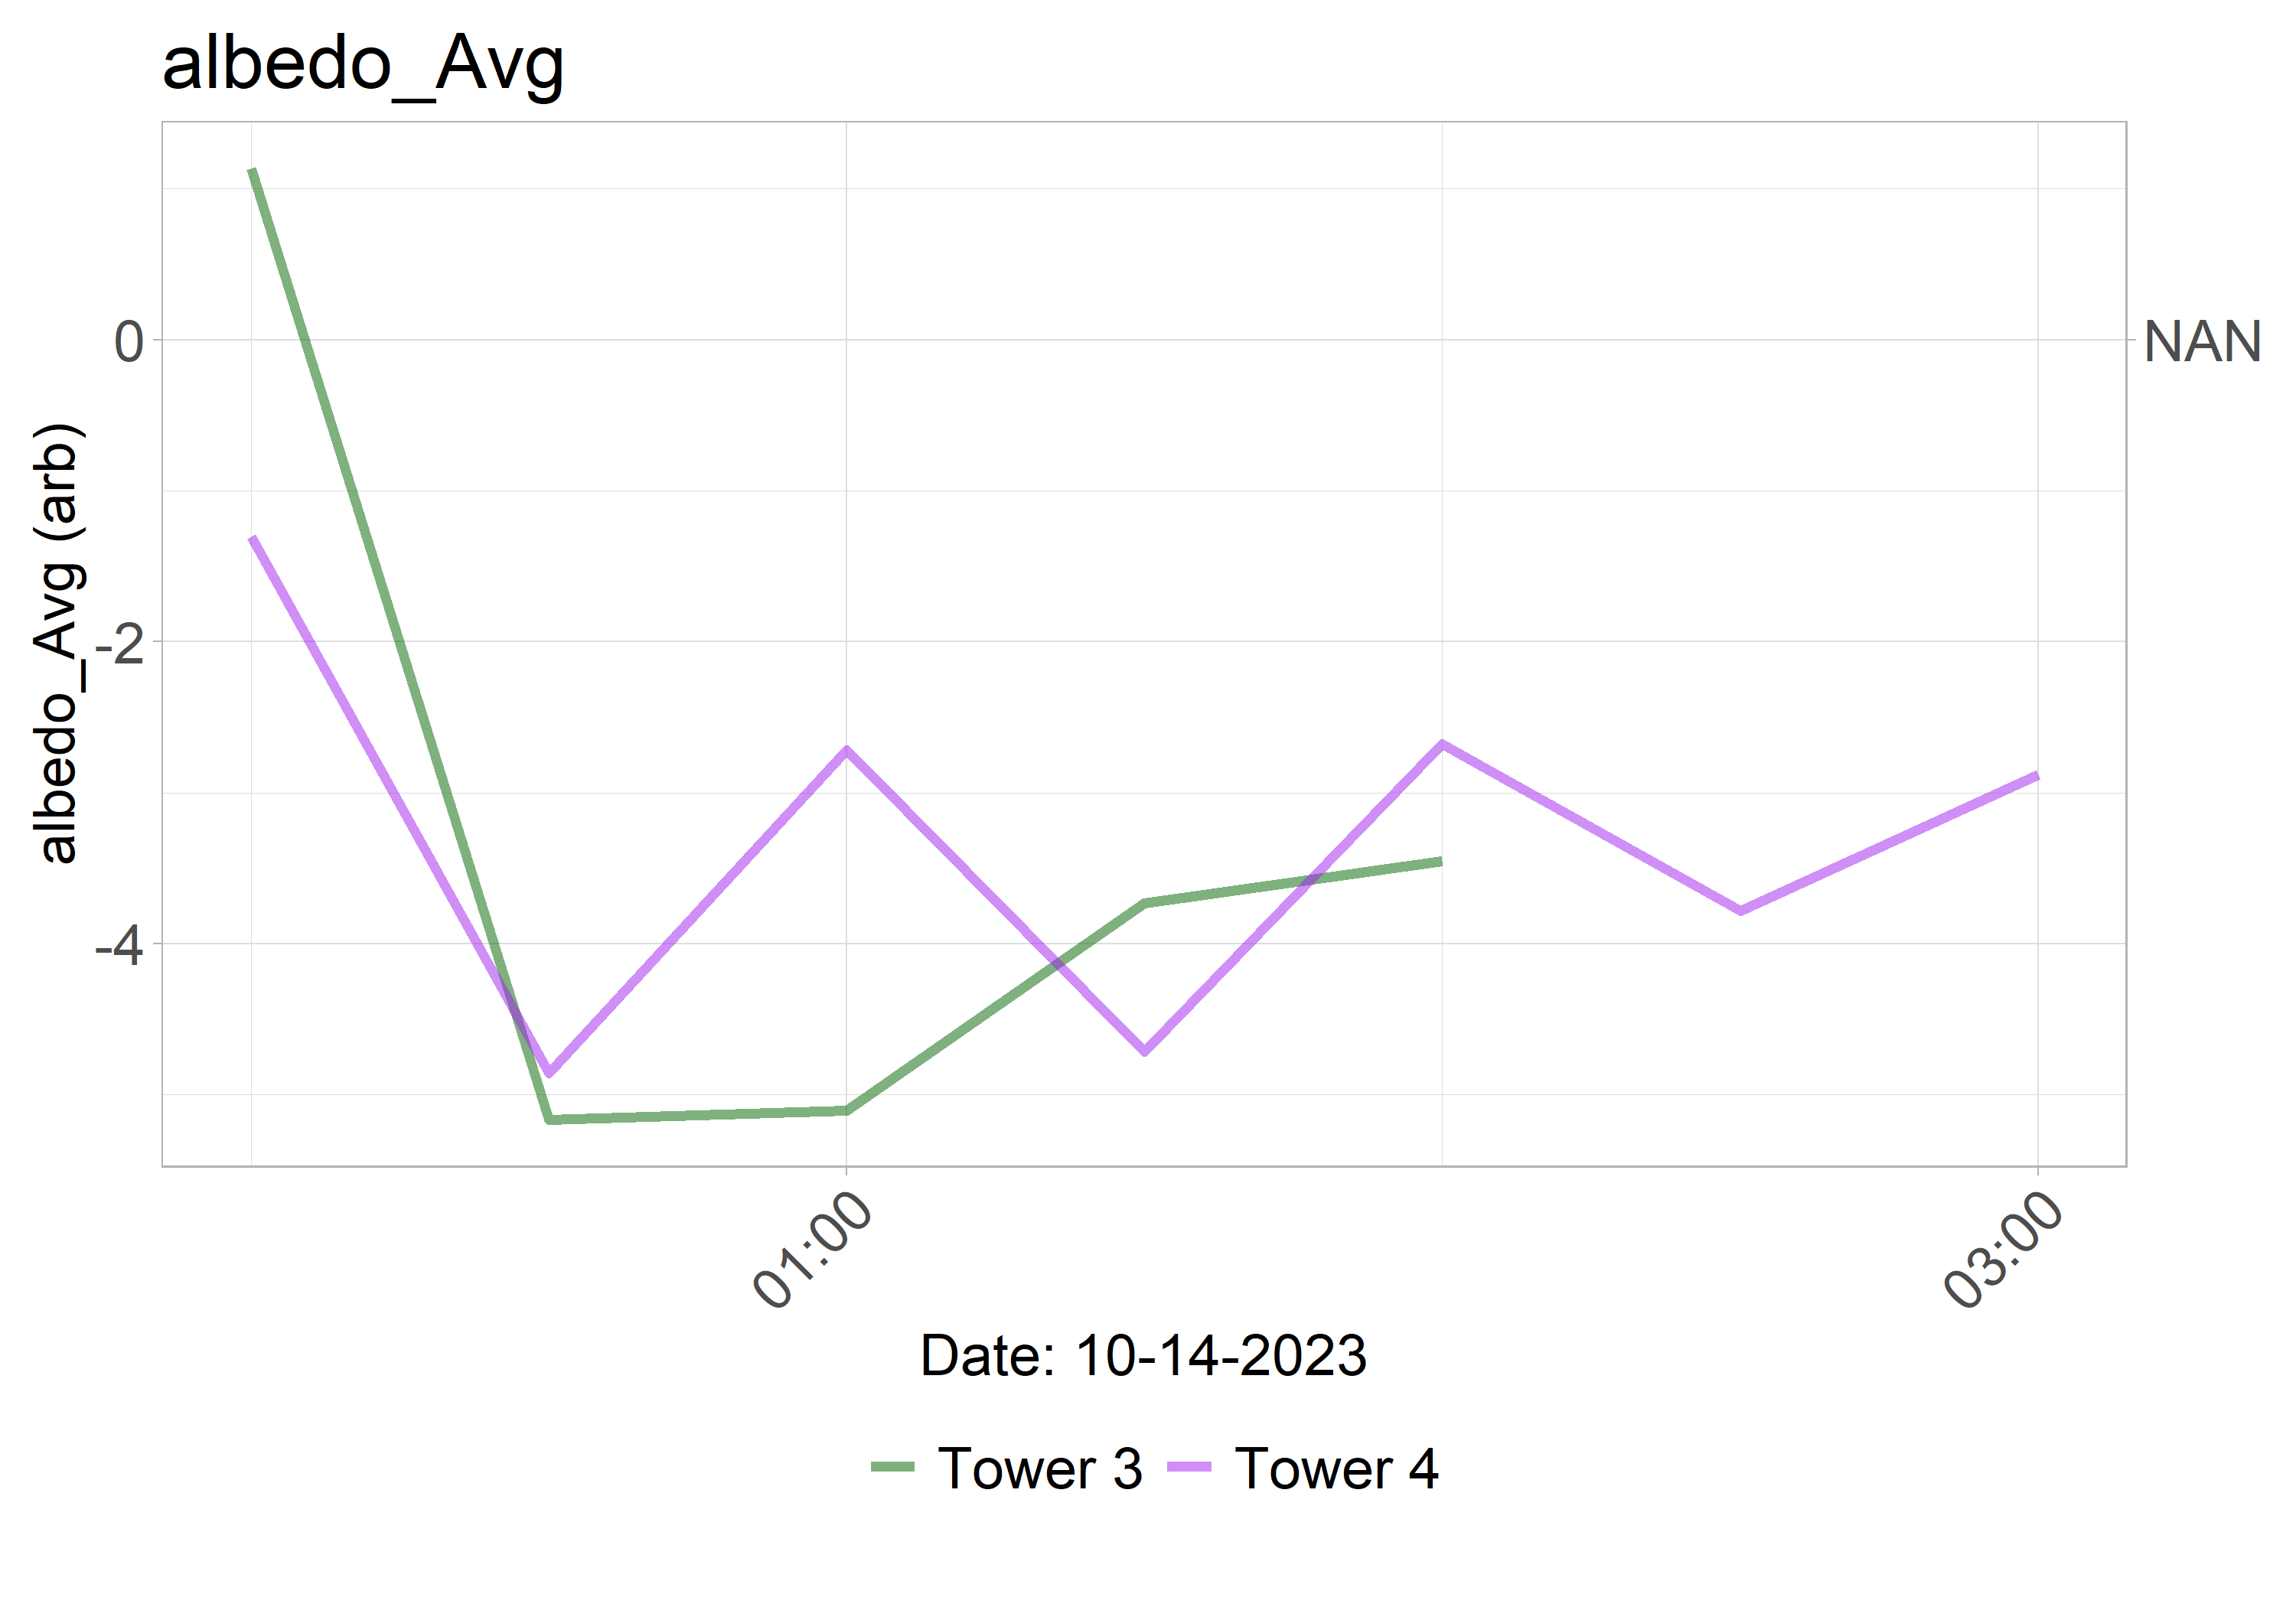 albedo_Avg
albedo_Avg (arb)
0
-2
-4
NAN
01:00
03:00
Date: 10-14-2023
Tower 3
Tower 4